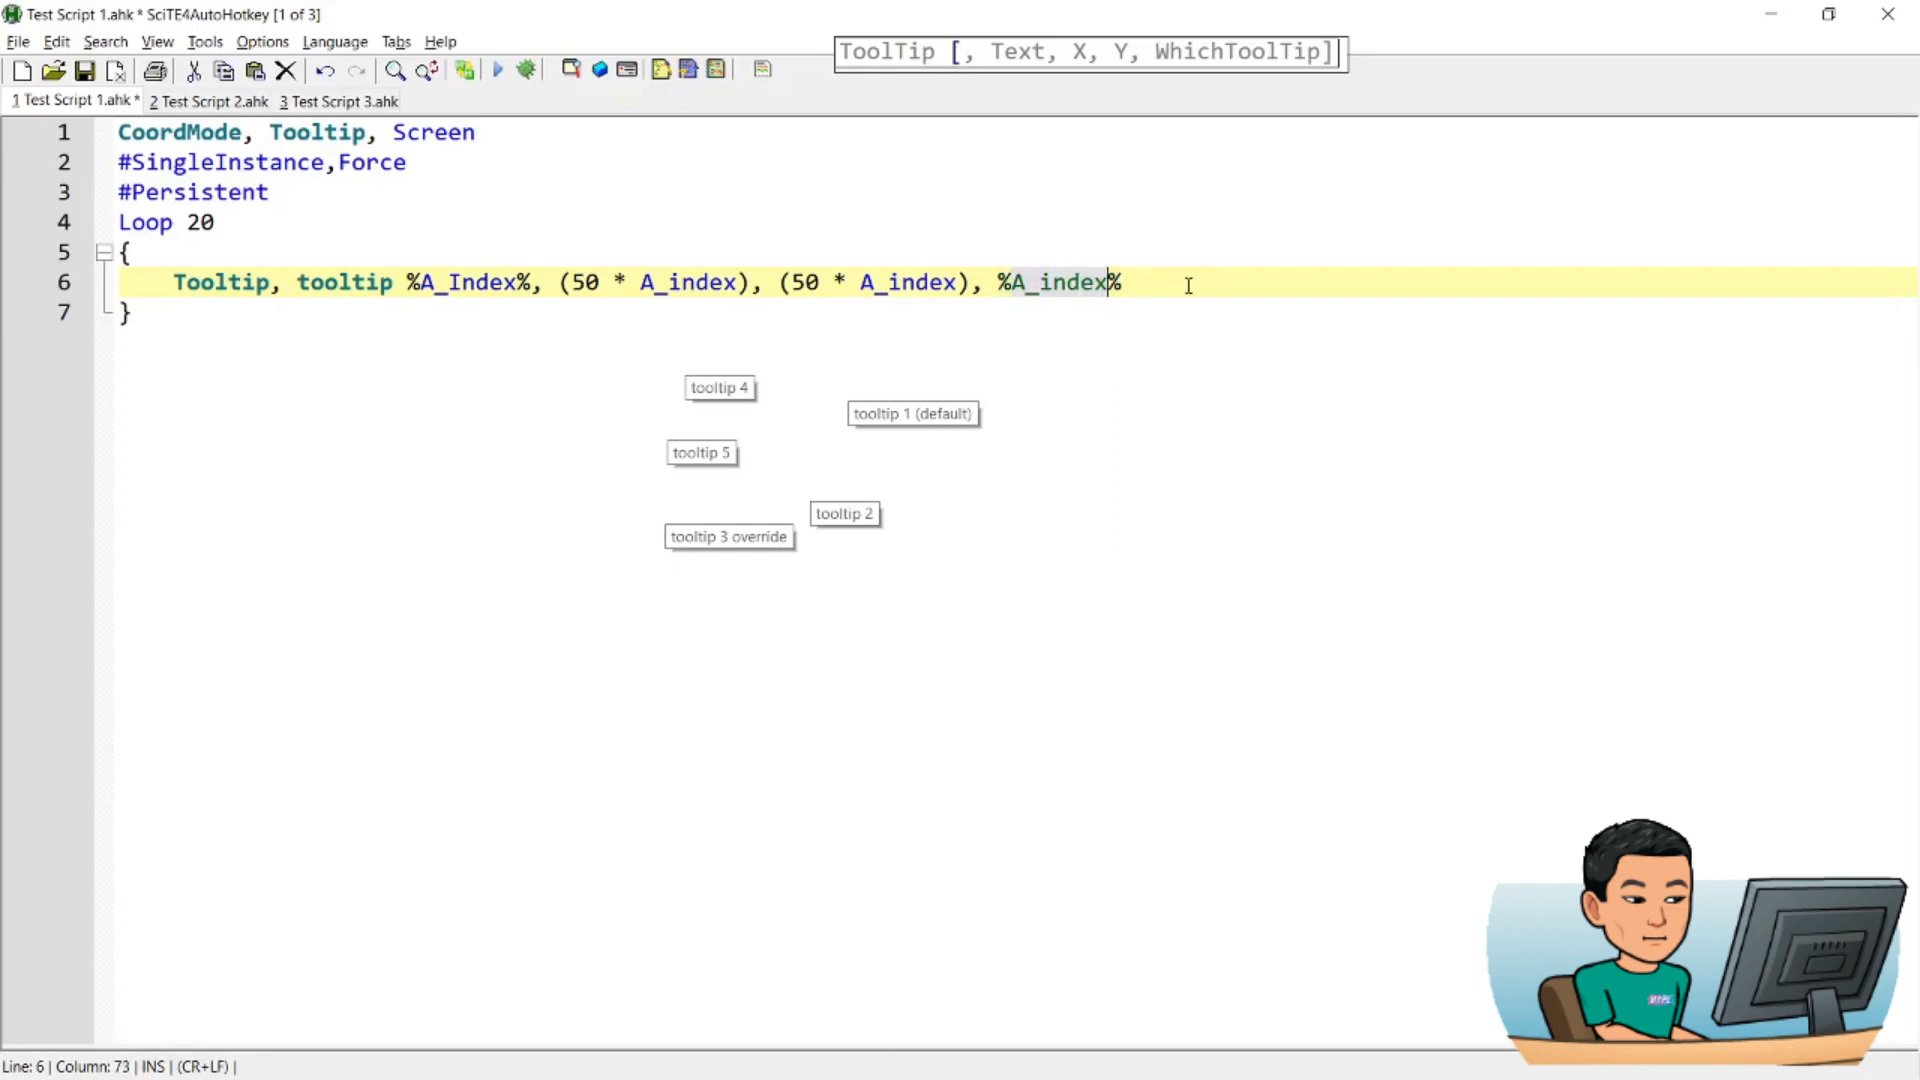 Test Script 1.ahk * SciTE4AutoHotkey [1 of 3]
File Edit Search View Tools Options Language Tabs Help
ToolTip [, Text, X, Y, WhichToolTip]
1 Test Script 1.ahk * 2 Test Script 2.ahk 3 Test Script 3.ahk
1 CoordMode, Tooltip, Screen
2 #SingleInstance,Force
3 #Persistent
4 Loop 20
5 {
6 Tooltip, tooltip %A_Index%, (50 * A_index), (50 * A_index), %A_index%
7 }
tooltip 4
tooltip 1 (default)
tooltip 5
tooltip 2
tooltip 3 override
Line: 6 | Column: 73 | INS | (CR+LF) |